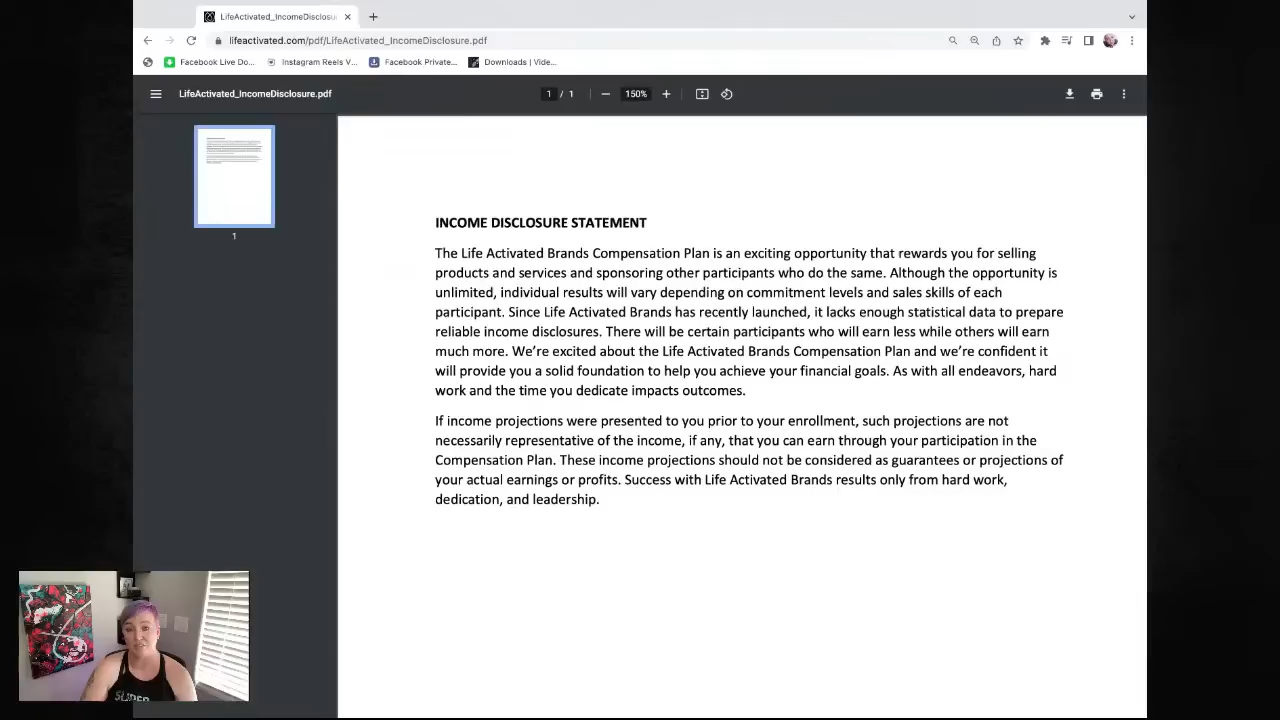 LifeActivated_IncomeDisclosu
lifeactivated.com/pdf/LifeActivated_IncomeDisclosure.pdf
Facebook Live Do...
Instagram Reels V...
Facebook Private...
Downloads | Vide...
LifeActivated_IncomeDisclosure.pdf
1 / 1
150%
1
INCOME DISCLOSURE STATEMENT
The Life Activated Brands Compensation Plan is an exciting opportunity that rewards you for selling
products and services and sponsoring other participants who do the same. Although the opportunity is
unlimited, individual results will vary depending on commitment levels and sales skills of each
participant. Since Life Activated Brands has recently launched, it lacks enough statistical data to prepare
reliable income disclosures. There will be certain participants who will earn less while others will earn
much more. We’re excited about the Life Activated Brands Compensation Plan and we’re confident it
will provide you a solid foundation to help you achieve your financial goals. As with all endeavors, hard
work and the time you dedicate impacts outcomes.
If income projections were presented to you prior to your enrollment, such projections are not
necessarily representative of the income, if any, that you can earn through your participation in the
Compensation Plan. These income projections should not be considered as guarantees or projections of
your actual earnings or profits. Success with Life Activated Brands results only from hard work,
dedication, and leadership.